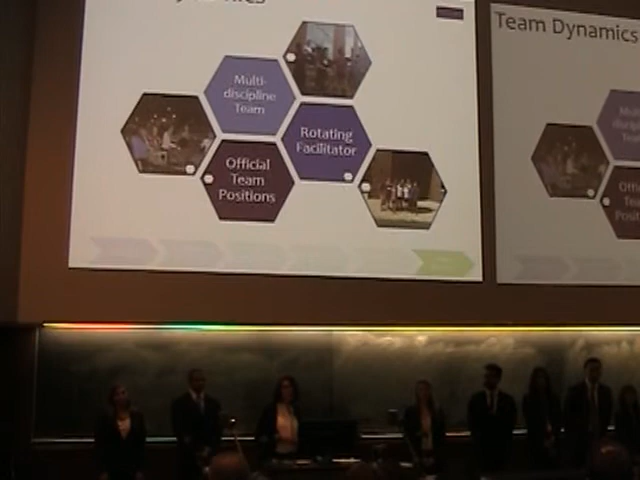 Team Dynamics
Multi-
discipline
Team
Rotating
Facilitator
Official
Team
Positions